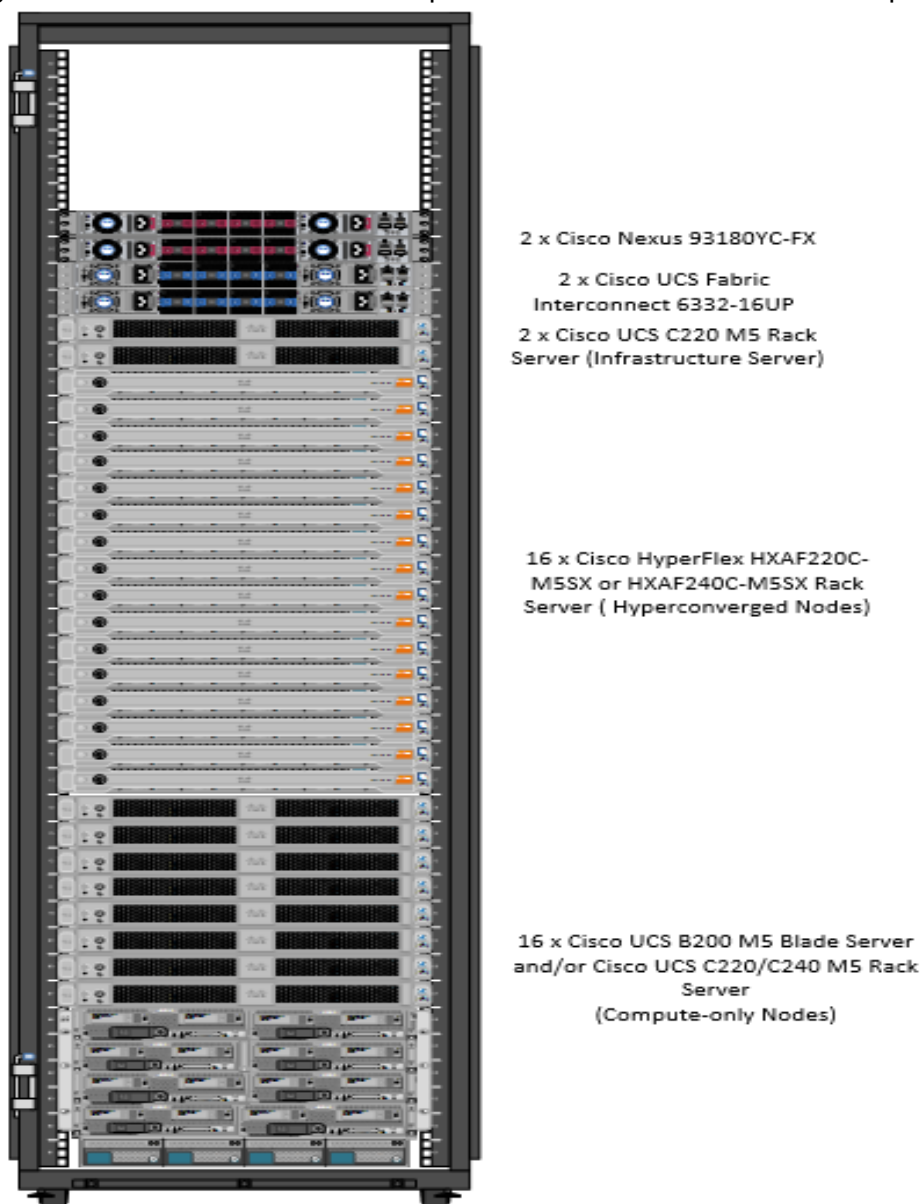 2 x Cisco Nexus 93180YC-FX
2 x Cisco UCS Fabric
Interconnect 6332-16UP
2 x Cisco UCS C220 M5 Rack
Server (Infrastructure Server)
16 x Cisco HyperFlex HXAF220C-
M5SX or HXAF240C-M5SX Rack
Server ( Hyperconverged Nodes)
16 x Cisco UCS B200 M5 Blade Server
and/or Cisco UCS C220/C240 M5 Rack
Server
(Compute-only Nodes)